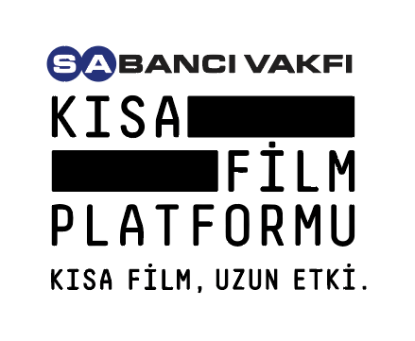 SABANCI VAKFI
KISA
FİLM
PLATFORMU
KISA FİLM, UZUN ETKİ.